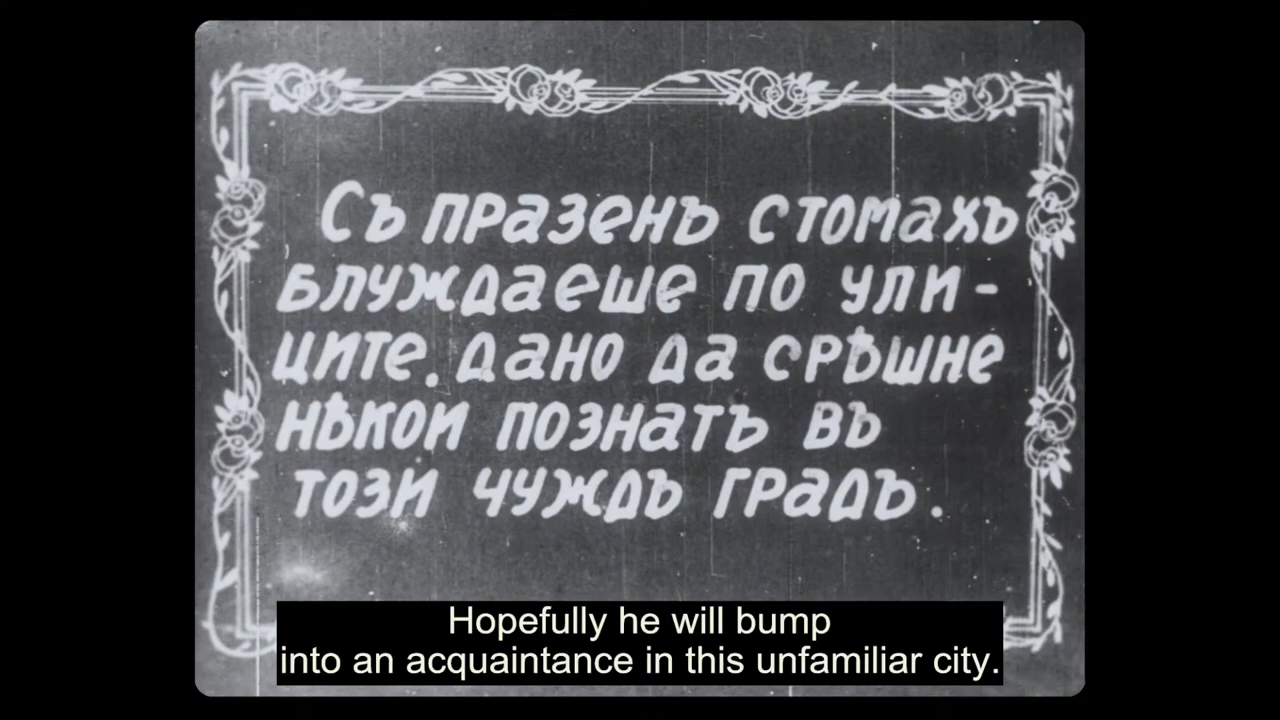 Съ празенъ стомахъ
блуждаеше по ули-
ците. дано да срѣшне
нѣкои познатъ въ
този чуждъ градъ.
Hopefully he will bump
into an acquaintance in this unfamiliar city.